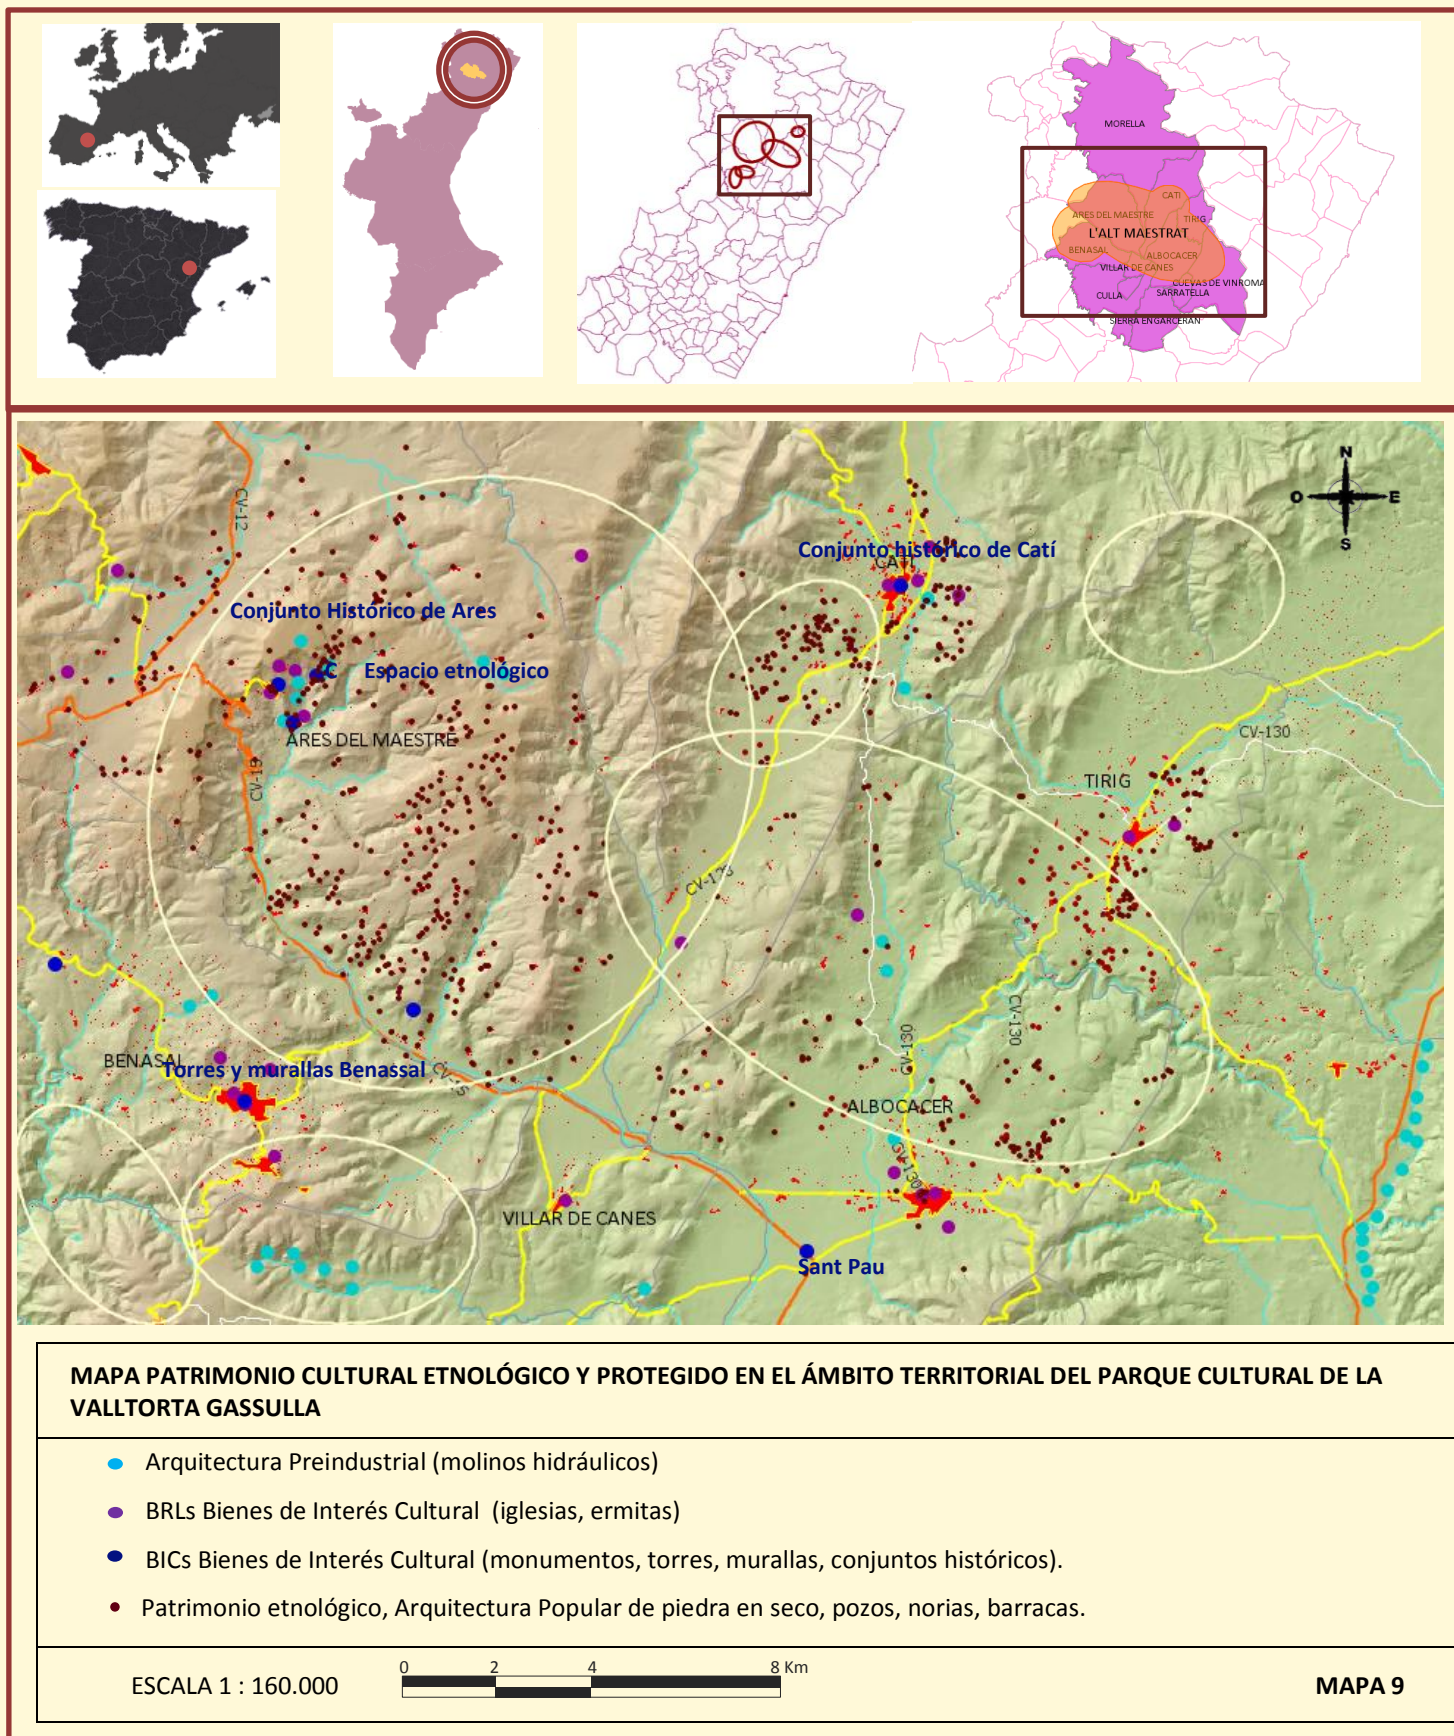 MORELLA
CATI
ARES DEL MAESTRE
TIRIG
L'ALT MAESTRAT
BENASAL
ALBOCACER
VILLAR DE CANES
CUEVAS DE VINROMA
CULLA
SARRATELLA
SIERRA ENGARCERAN
N
O E
S
CV-12
Conjunto histórico de Catí
CATI
Conjunto Histórico de Ares
C Espacio etnológico
ARES DEL MAESTRE
CV-15
CV-130
TIRIG
CV-130
CV-130
BENASAL
Torres y murallas Benassal
CV-15
ALBOCACER
CV-130
VILLAR DE CANES
Sant Pau
MAPA PATRIMONIO CULTURAL ETNOLÓGICO Y PROTEGIDO EN EL ÁMBITO TERRITORIAL DEL PARQUE CULTURAL DE LA
VALLTORTA GASSULLA
Arquitectura Preindustrial (molinos hidráulicos)
BRLs Bienes de Interés Cultural (iglesias, ermitas)
BICs Bienes de Interés Cultural (monumentos, torres, murallas, conjuntos históricos).
Patrimonio etnológico, Arquitectura Popular de piedra en seco, pozos, norias, barracas.
0 2 4 8 Km
ESCALA 1 : 160.000
MAPA 9